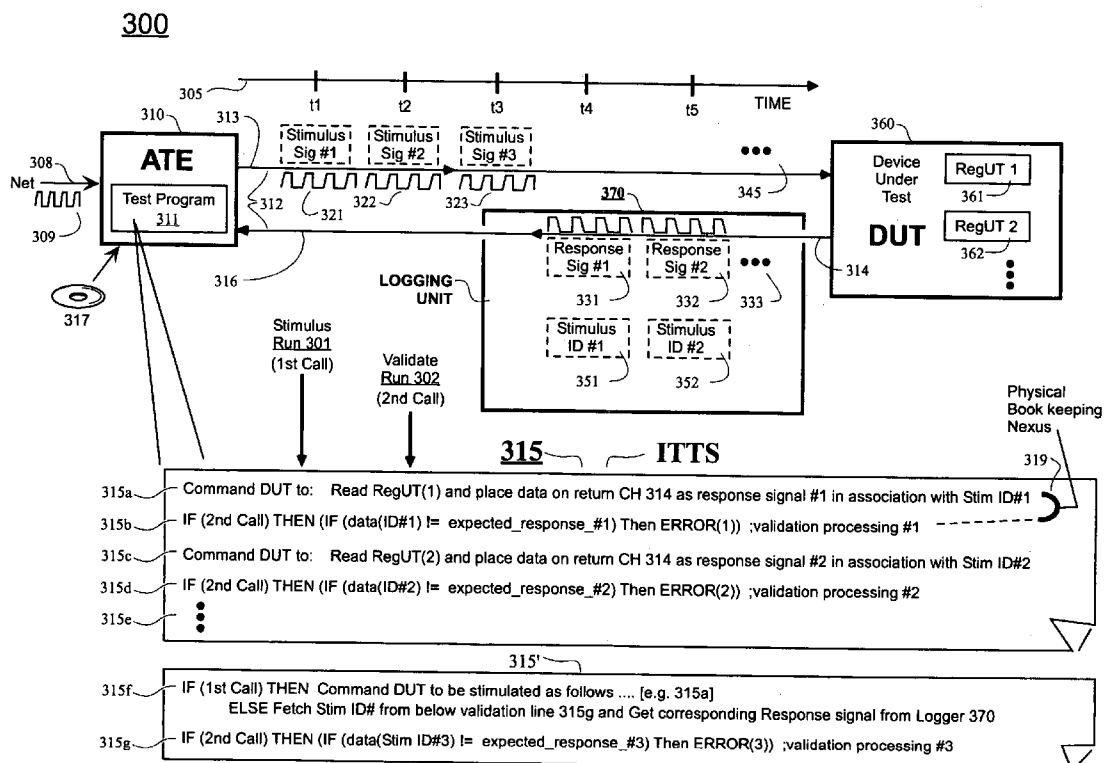 300
305
t1 t2 t3 t4 t5 TIME
310
313
360
308
Net
309
ATE
Test Program
311
312
Stimulus Sig #1
Stimulus Sig #2
Stimulus Sig #3
321
322
323
345
370
Device Under Test
DUT
RegUT 1
361
RegUT 2
362
316
314
317
LOGGING UNIT
Response Sig #1
Response Sig #2
331
332
333
Stimulus ID #1
Stimulus ID #2
351
352
Stimulus
Run 301
(1st Call)
Validate
Run 302
(2nd Call)
Physical
Book keeping
Nexus
319
315 ITTS
315a Command DUT to: Read RegUT(1) and place data on return CH 314 as response signal #1 in association with Stim ID#1
315b IF (2nd Call) THEN (IF (data(ID#1) != expected_response_#1) Then ERROR(1)) ;validation processing #1
315c Command DUT to: Read RegUT(2) and place data on return CH 314 as response signal #2 in association with Stim ID#2
315d IF (2nd Call) THEN (IF (data(ID#2) != expected_response_#2) Then ERROR(2)) ;validation processing #2
315e
315'
315f IF (1st Call) THEN Command DUT to be stimulated as follows .... [e.g. 315a]
ELSE Fetch Stim ID# from below validation line 315g and Get corresponding Response signal from Logger 370
315g IF (2nd Call) THEN (IF (data(Stim ID#3) != expected_response_#3) Then ERROR(3)) ;validation processing #3